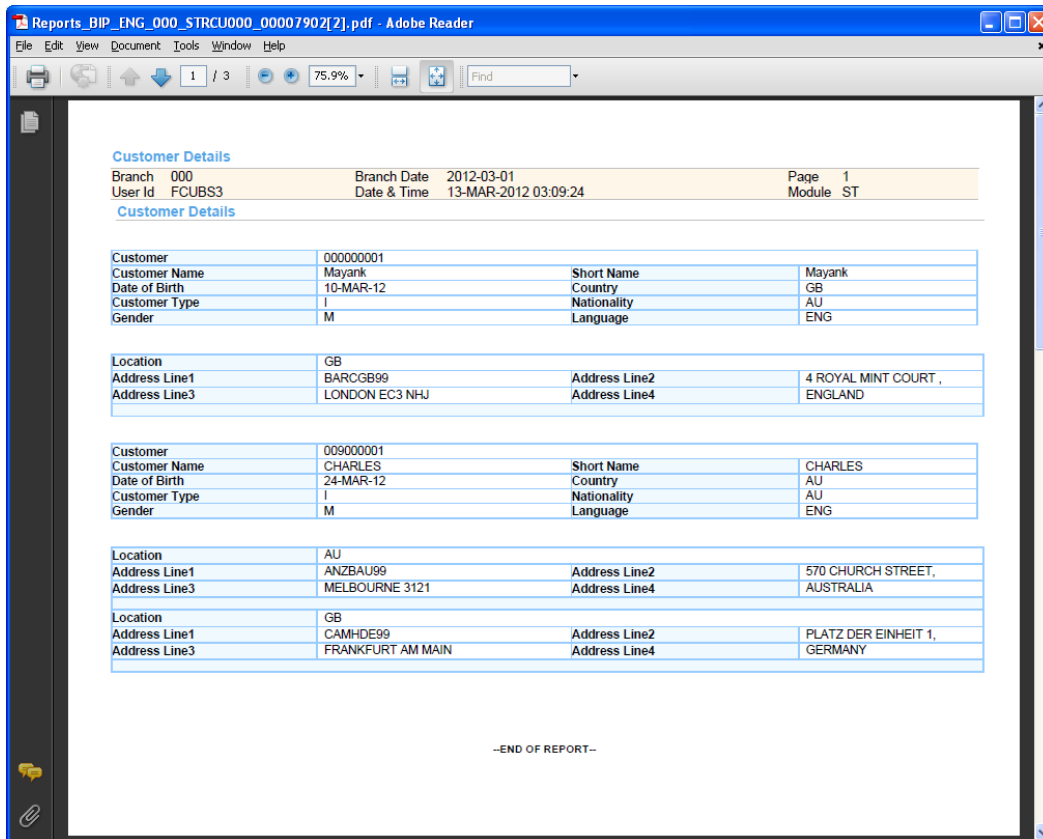 Reports_BIP_ENG_000_STRCU000_00007902[2].pdf - Adobe Reader
File Edit View Document Tools Window Help
1 / 3 75.9% Find
Customer Details
Branch 000 Branch Date 2012-03-01 Page 1
User Id FCUBS3 Date & Time 13-MAR-2012 03:09:24 Module ST
Customer Details
Customer 000000001
Customer Name Mayank Short Name Mayank
Date of Birth 10-MAR-12 Country GB
Customer Type I Nationality AU
Gender M Language ENG
Location GB
Address Line1 BARCGB99 Address Line2 4 ROYAL MINT COURT ,
Address Line3 LONDON EC3 NHJ Address Line4 ENGLAND
Customer 009000001
Customer Name CHARLES Short Name CHARLES
Date of Birth 24-MAR-12 Country AU
Customer Type I Nationality AU
Gender M Language ENG
Location AU
Address Line1 ANZBAU99 Address Line2 570 CHURCH STREET,
Address Line3 MELBOURNE 3121 Address Line4 AUSTRALIA
Location GB
Address Line1 CAMHDE99 Address Line2 PLATZ DER EINHEIT 1,
Address Line3 FRANKFURT AM MAIN Address Line4 GERMANY
--END OF REPORT--